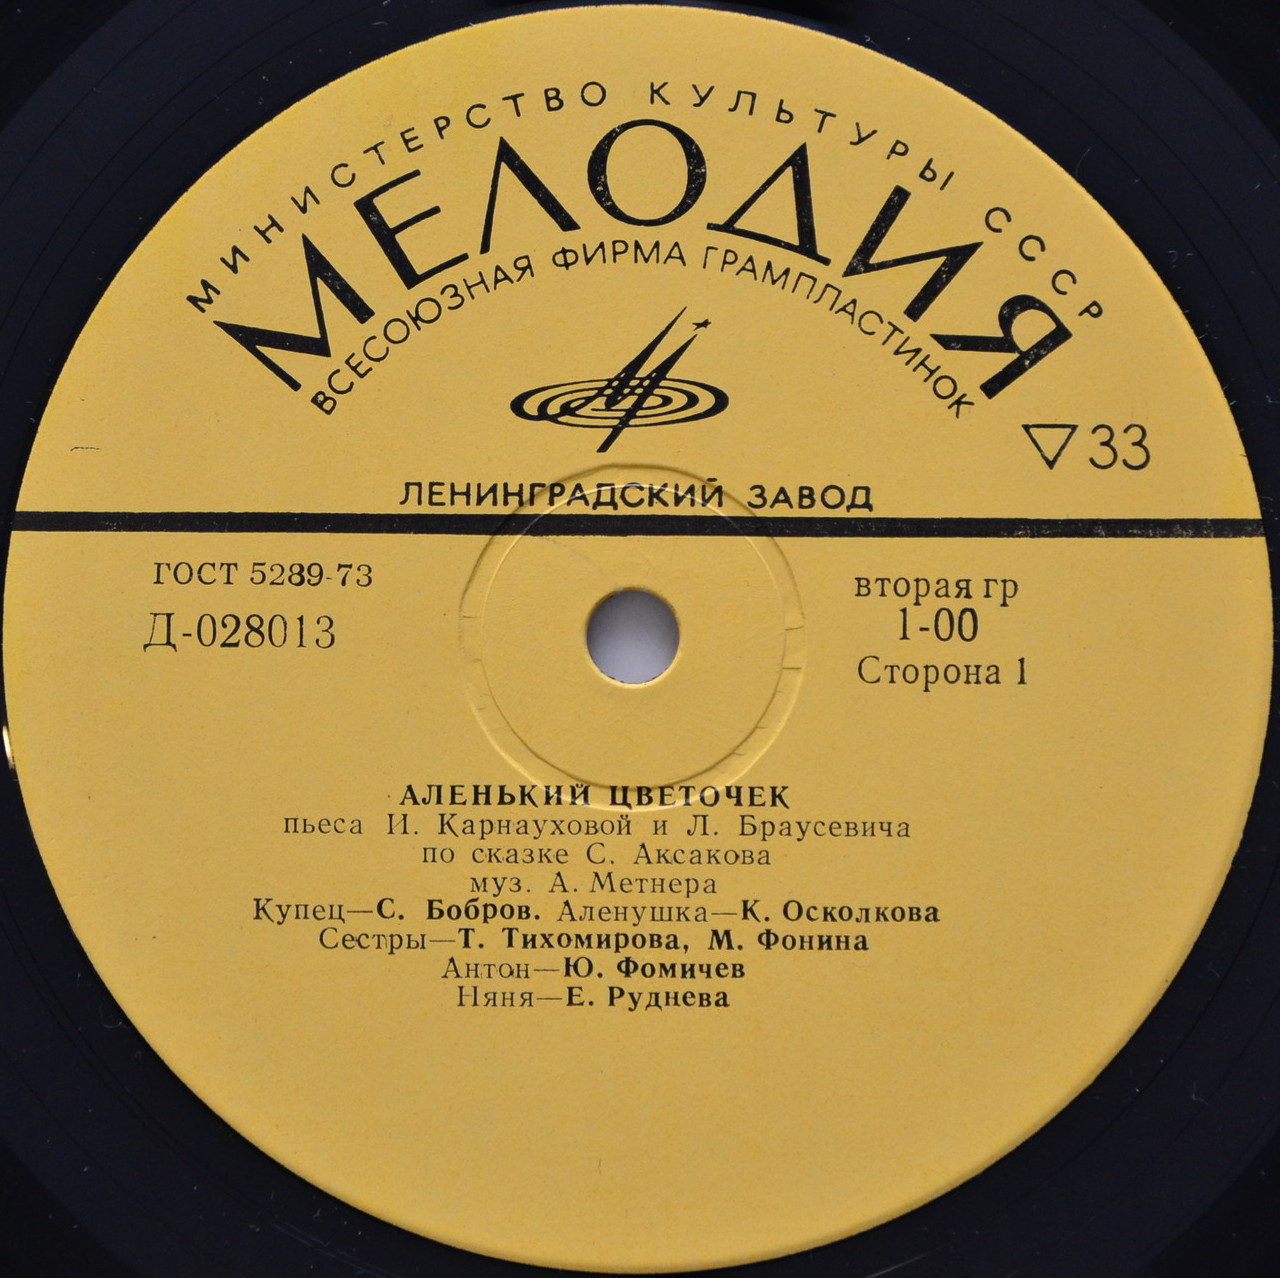 МИНИСТЕРСТВО КУЛЬТУРЫ СССР
МЕЛОДИЯ
ВСЕСОЮЗНАЯ ФИРМА ГРАМПЛАСТИНОК
33
ЛЕНИНГРАДСКИЙ ЗАВОД
ГОСТ 5289-73
Д-028013
вторая гр
1-00
Сторона 1
АЛЕНЬКИЙ ЦВЕТОЧЕК
пьеса И. Карнауховой и Л. Браусевича
по сказке С. Аксакова
муз. А. Метнера
Купец—С. Бобров. Аленушка—К. Осколкова
Сестры—Т. Тихомирова, М. Фонина
Антон—Ю. Фомичев
Няня—Е. Руднева